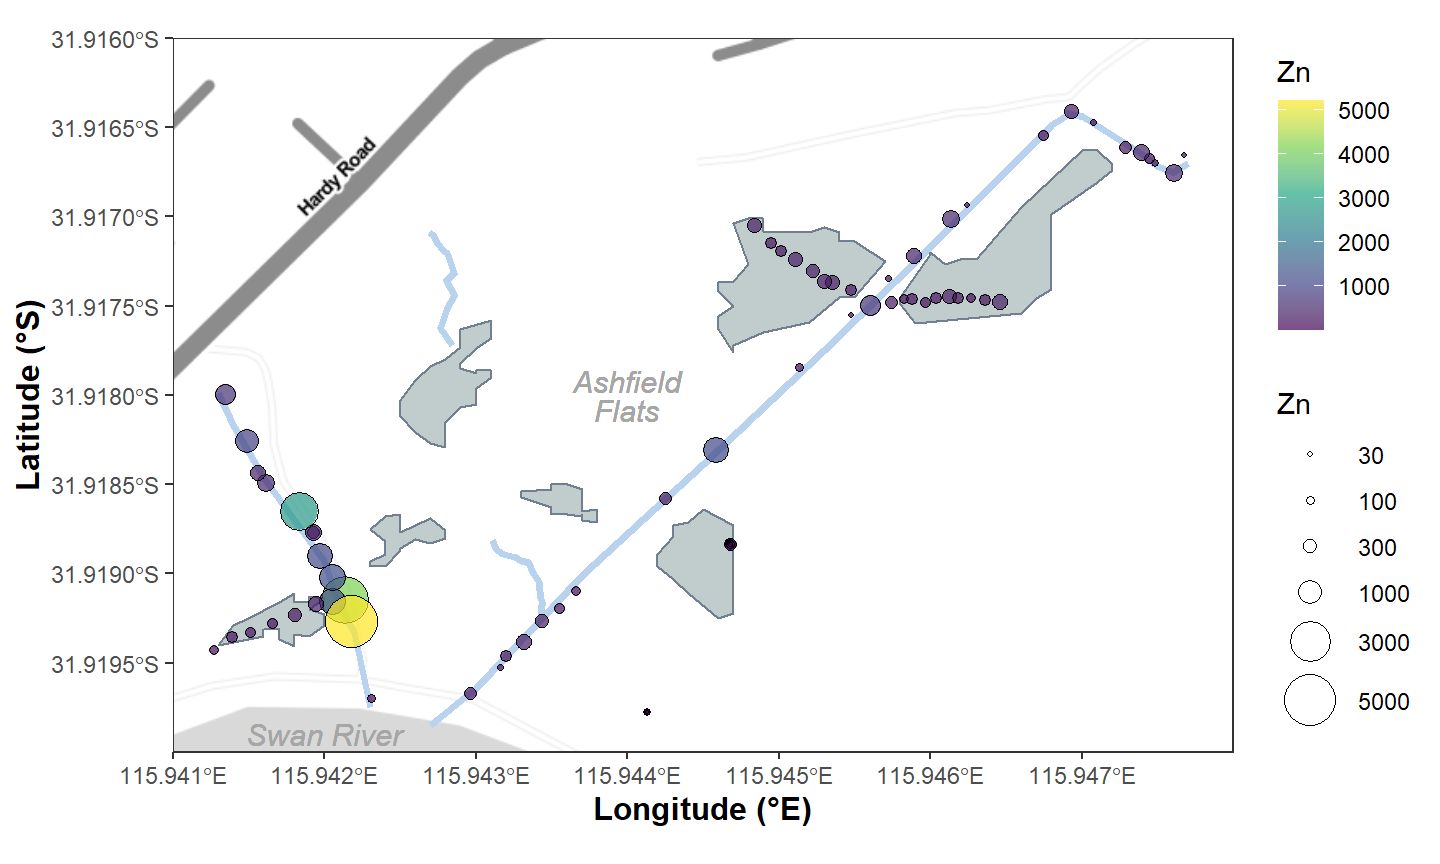 31.9160°S
31.9165°S
31.9170°S
31.9175°S
31.9180°S
31.9185°S
31.9190°S
31.9195°S
Latitude (°S)
Hardy Road
Ashfield
Flats
Swan River
115.941°E
115.942°E
115.943°E
115.944°E
115.945°E
115.946°E
115.947°E
Longitude (°E)
Zn
5000
4000
3000
2000
1000
Zn
30
100
300
1000
3000
5000